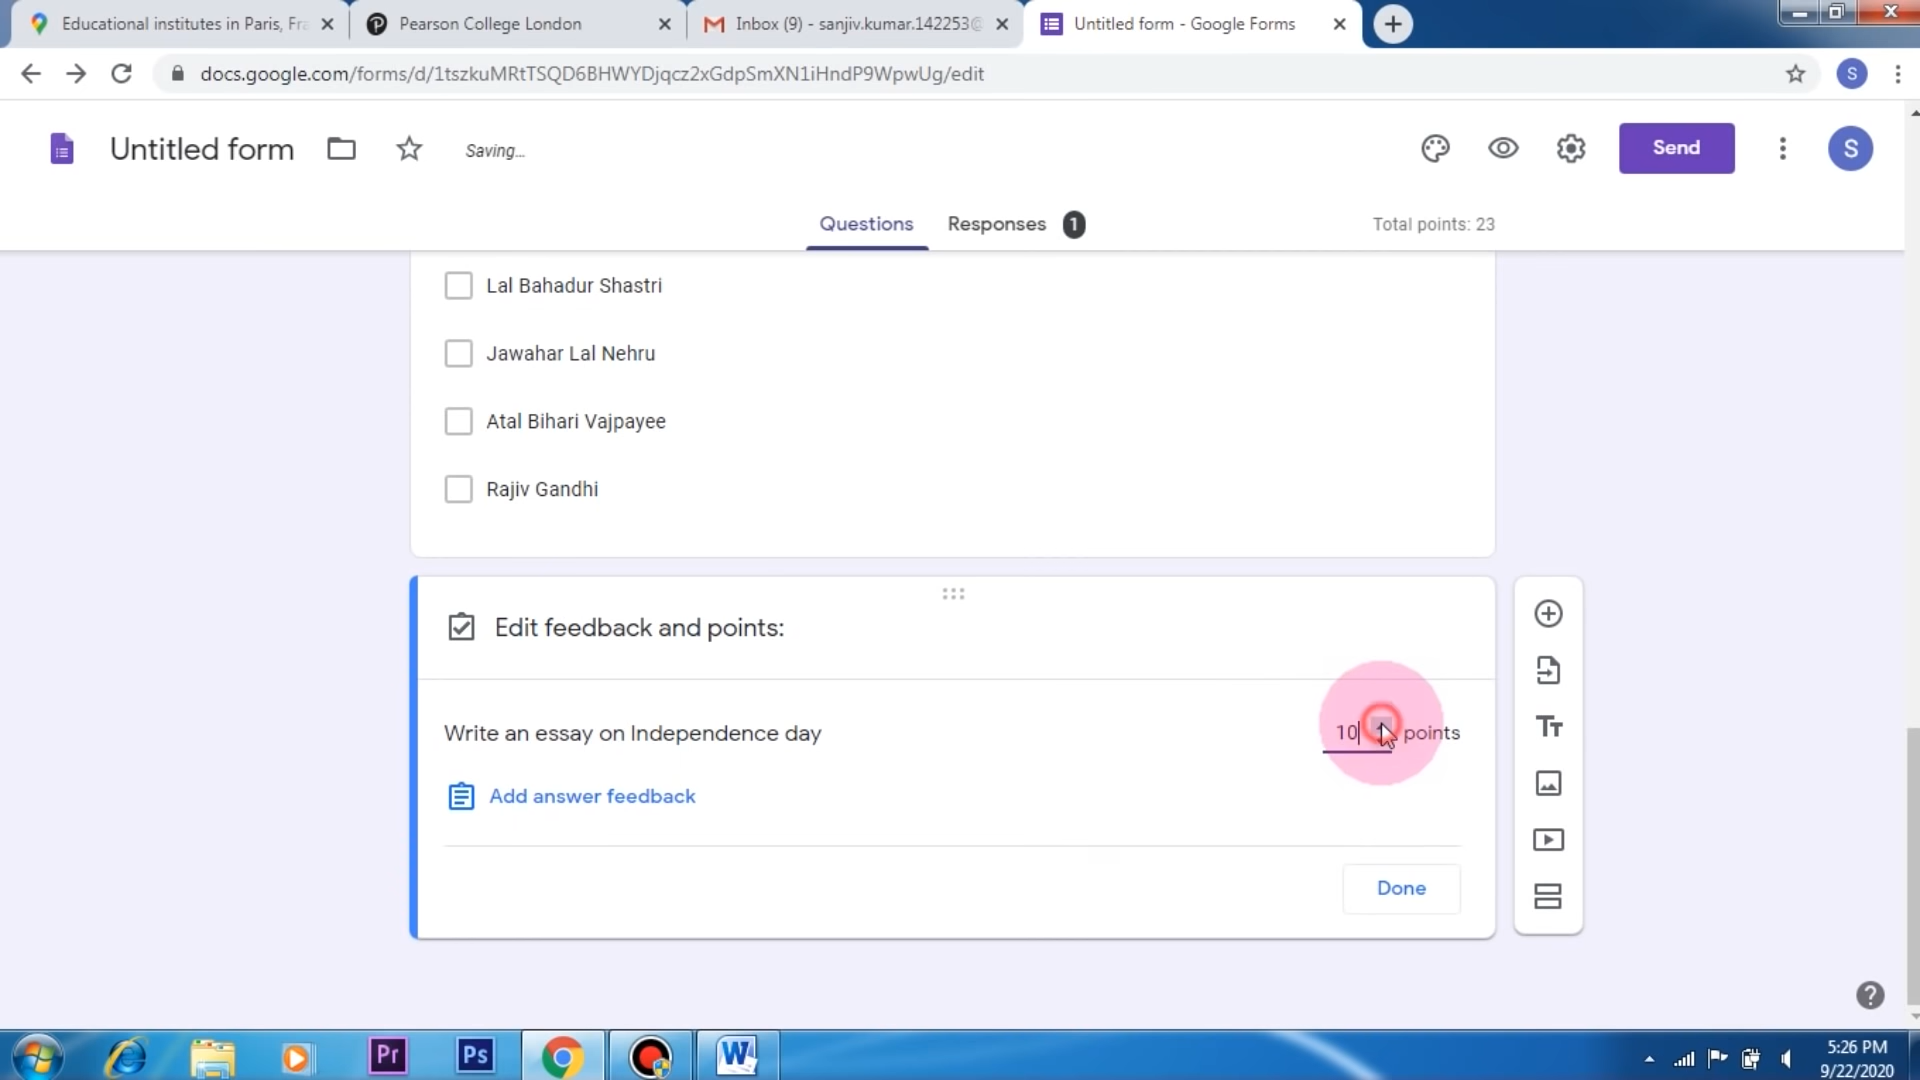 Educational institutes in Paris, Fra
Pearson College London
Inbox (9) - sanjiv.kumar.142253@
Untitled form - Google Forms
docs.google.com/forms/d/1tszkuMRtTSQD6BHWYDjqcz2xGdpSmXN1iHndP9WpwUg/edit
S
Untitled form
Saving...
Send
S
Questions
Responses 1
Total points: 23
Lal Bahadur Shastri
Jawahar Lal Nehru
Atal Bihari Vajpayee
Rajiv Gandhi
Edit feedback and points:
Write an essay on Independence day
10 points
Add answer feedback
Done
Tт
?
Pr
Ps
W
5:26 PM
9/22/2020